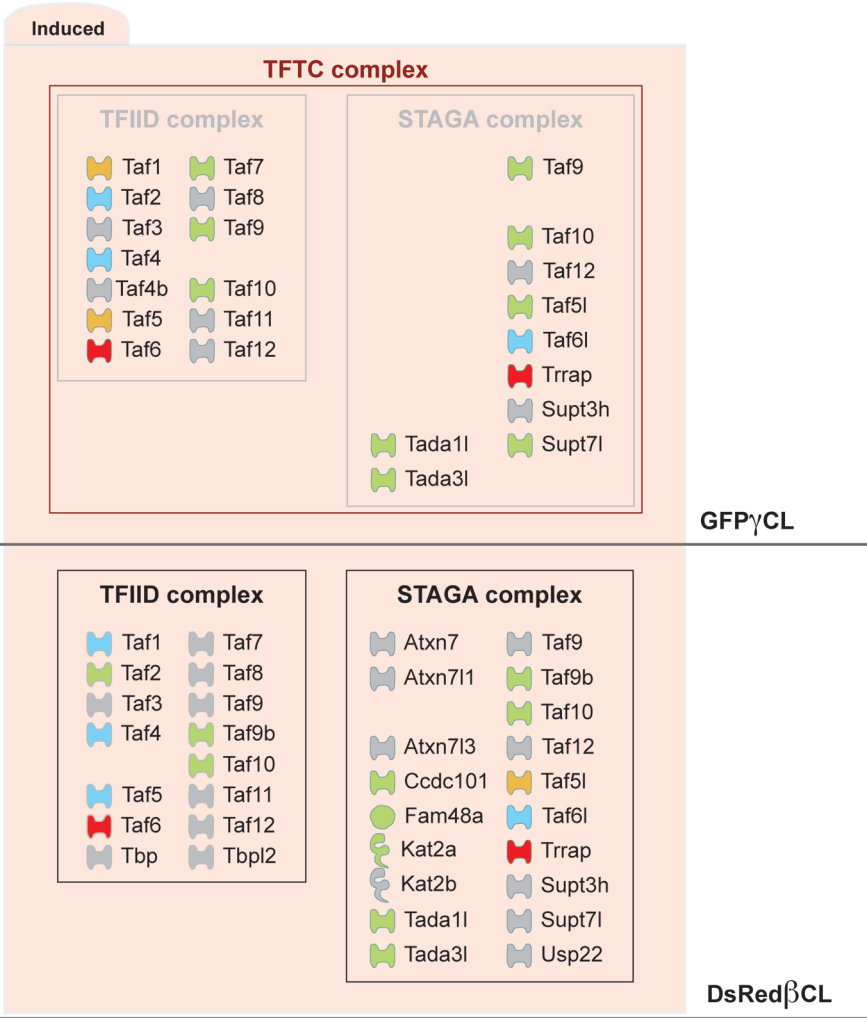 Induced
TFTC complex
TFIID complex
STAGA complex
Taf1 Taf7
Taf2 Taf8
Taf3 Taf9
Taf4
Taf4b Taf10
Taf5 Taf11
Taf6 Taf12
Taf9
Taf10
Taf12
Taf5l
Taf6l
Trrap
Supt3h
Tada1l Supt7l
Tada3l
GFPγCL
TFIID complex
STAGA complex
Taf1 Taf7
Taf2 Taf8
Taf3 Taf9
Taf4 Taf9b
Taf10
Taf5 Taf11
Taf6 Taf12
Tbp Tbpl2
Atxn7 Taf9
Atxn7l1 Taf9b
Taf10
Atxn7l3 Taf12
Ccdc101 Taf5l
Fam48a Taf6l
Kat2a Trrap
Kat2b Supt3h
Tada1l Supt7l
Tada3l Usp22
DsRedβCL